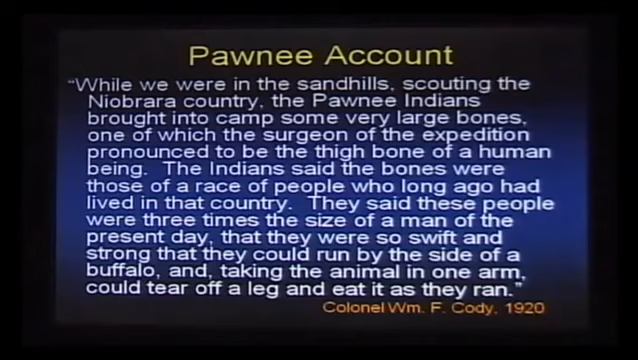 Pawnee Account
"While we were in the sandhills, scouting the
Niobrara country, the Pawnee Indians
brought into camp some very large bones,
one of which the surgeon of the expedition
pronounced to be the thigh bone of a human
being. The Indians said the bones were
those of a race of people who long ago had
lived in that country. They said these people
were three times the size of a man of the
present day, that they were so swift and
strong that they could run by the side of a
buffalo, and, taking the animal in one arm,
could tear off a leg and eat it as they ran."
Colonel Wm. F. Cody, 1920